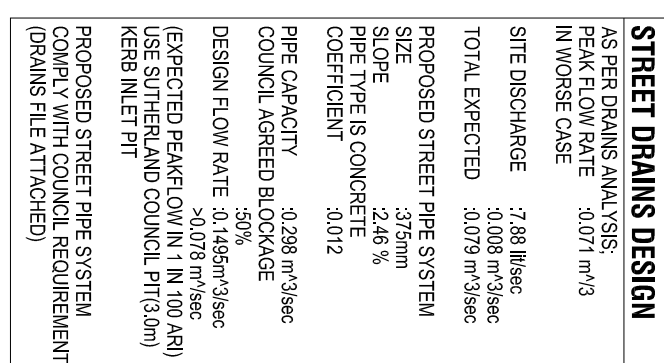 STREET DRAINS DESIGN
AS PER DRAINS ANALYSIS;
PEAK FLOW RATE :0.071 m^/3
IN WORSE CASE
SITE DISCHARGE :7.88 lit/sec
:0.008 m^3/sec
TOTAL EXPECTED :0.079 m^3/sec
PROPOSED STREET PIPE SYSTEM
SIZE :375mm
SLOPE :2.46 %
PIPE TYPE IS CONCRETE
COEFFICIENT :0.012
PIPE CAPACITY :0.298 m^3/sec
COUNCIL AGREED BLOCKAGE
:50%
DESIGN FLOW RATE :0.1495m^3/sec
>0.078 m^/sec
(EXPECTED PEAKFLOW IN 1 IN 100 ARI)
USE SUTHERLAND COUNCIL PIT(3.0m)
KERB INLET PIT
PROPOSED STREET PIPE SYSTEM
COMPLY WITH COUNCIL REQUIREMENT
(DRAINS FILE ATTACHED)